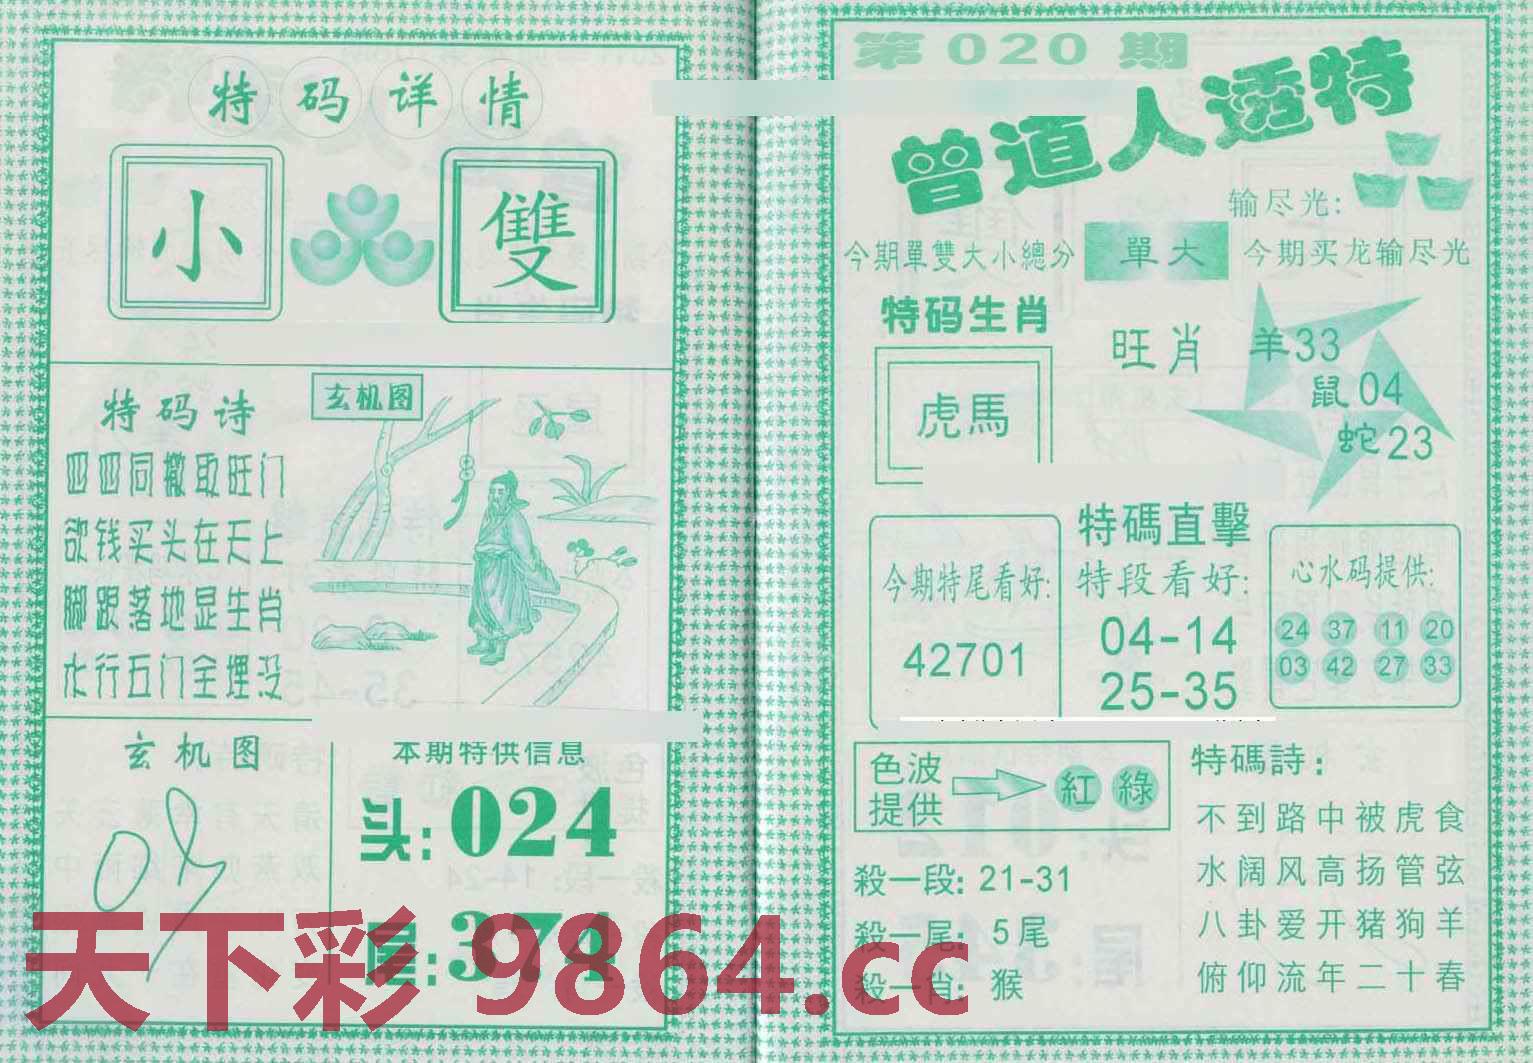 特码详情
小
雙
特码诗
四四同撤取旺门
欲钱买头在天上
脚跟落地显生肖
六行五门全埋没
玄机图
玄机图
本期特供信息
头:024
尾:374
第020期
曾道人透特
输尽光:
今期單雙大小總分
單大
今期买龙输尽光
特码生肖
虎馬
旺肖
羊33
鼠04
蛇23
今期特尾看好:
42701
特碼直擊
特段看好:
04-14
25-35
心水码提供:
24 37 11 20
03 42 27 33
色波
提供
紅 綠
殺一段: 21-31
殺一尾: 5尾
殺一肖: 猴
特碼詩:
不到路中被虎食
水阔风高扬管弦
八卦爱开猪狗羊
俯仰流年二十春
天下彩 9864.cc